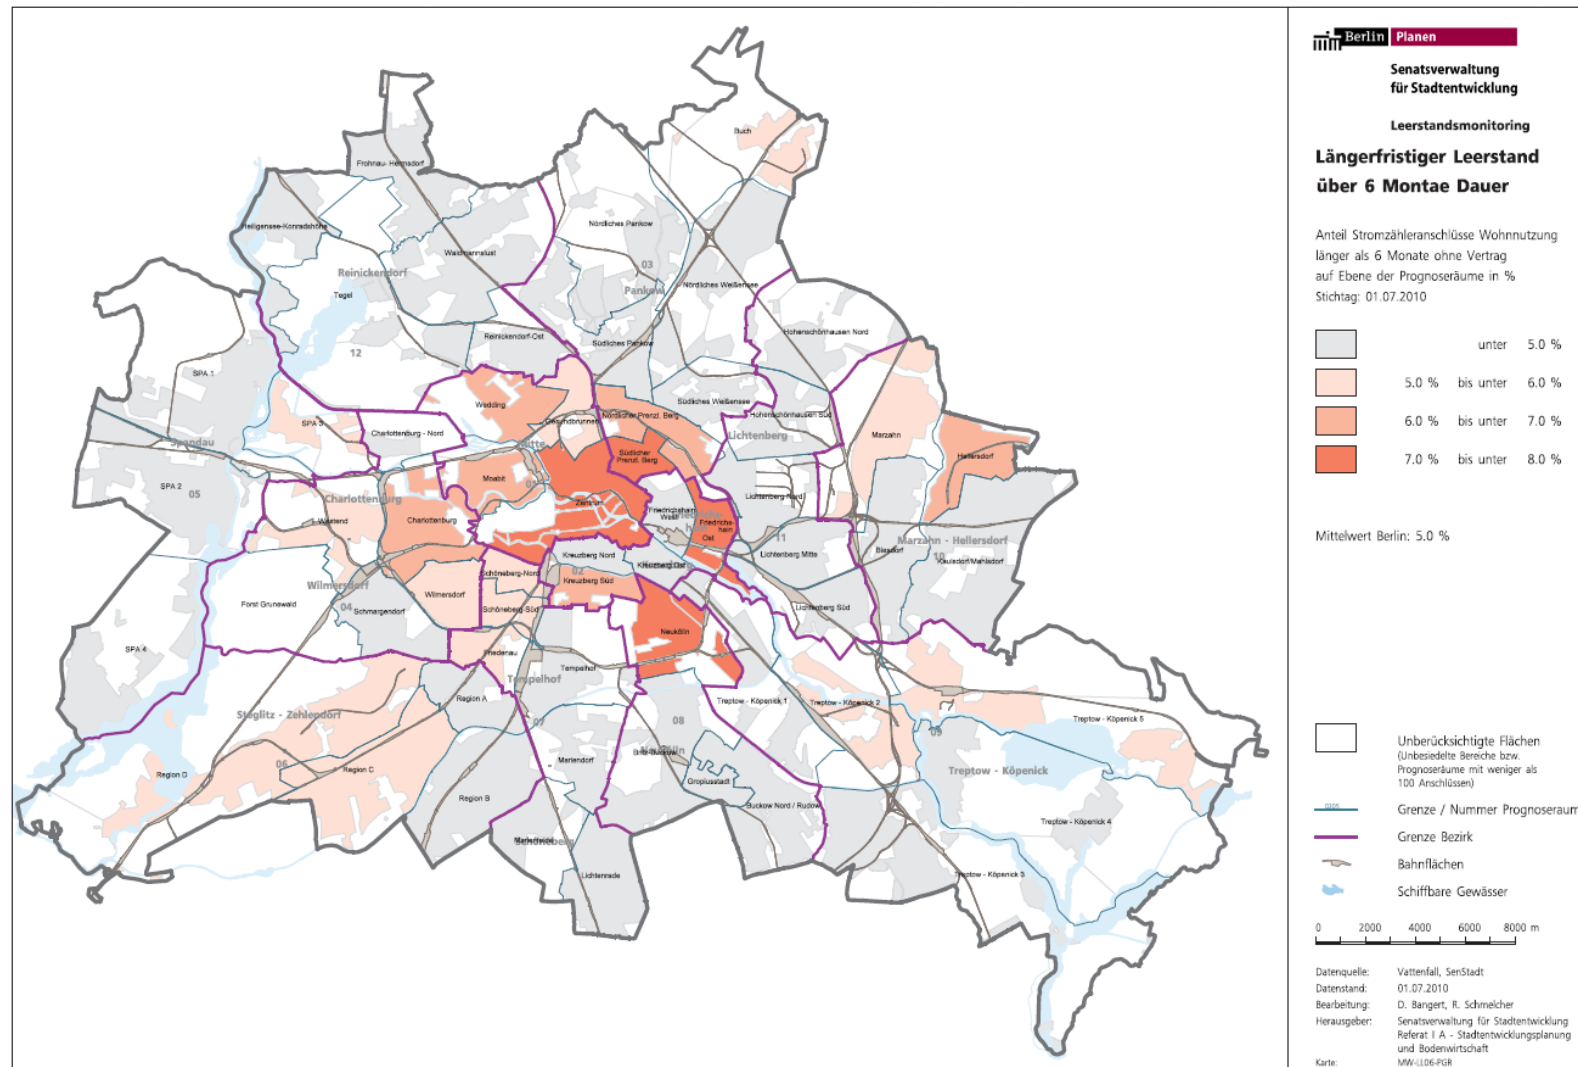 Berlin Planen
Senatsverwaltung
für Stadtentwicklung
Leerstandsmonitoring
Längerfristiger Leerstand
über 6 Montae Dauer
Anteil Stromzähleranschlüsse Wohnnutzung
länger als 6 Monate ohne Vertrag
auf Ebene der Prognoseräume in %
Stichtag: 01.07.2010
unter 5.0 %
5.0 % bis unter 6.0 %
6.0 % bis unter 7.0 %
7.0 % bis unter 8.0 %
Mittelwert Berlin: 5.0 %
Unberücksichtigte Flächen
(Unbesiedelte Bereiche bzw.
Prognoseräume mit weniger als
100 Anschlüssen)
Grenze / Nummer Prognoseraum
Grenze Bezirk
Bahnflächen
Schiffbare Gewässer
0 2000 4000 6000 8000 m
Datenquelle: Vattenfall, SenStadt
Datenstand: 01.07.2010
Bearbeitung: D. Bangert, R. Schmelcher
Herausgeber: Senatsverwaltung für Stadtentwicklung
Referat I A - Stadtentwicklungsplanung
und Bodenwirtschaft
Karte: MW-LL06-PGR
Buch
Frohnau- Hermsdorf
Heiligensee-Konradshöhe
Nördliches Pankow
Waidmannslust
Reinickendorf
03
Pankow
Tegel
Nördliches Weißensee
Hohenschönhausen Nord
Reinickendorf-Ost
Südliches Pankow
12
SPA 1
Wedding
Südliches Weißensee
Nördlicher Prenzl. Berg
Hohenschönhausen Süd
Gesundbrunnen
SPA 3
Charlottenburg - Nord
Lichtenberg
Marzahn
Spandau
Mitte
Südlicher
Prenzl. Berg
Hellersdorf
Moabit
SPA 2
05
Charlottenburg
Zentrum
Lichtenberg Nord
Friedrichshain
West
Westend
Charlottenburg
Friedrichs-
hain
Ost
11
Marzahn - Hellersdorf
Lichtenberg Mitte
Biesdorf
10
Kaulsdorf/Mahlsdorf
Kreuzberg Nord
Kreuzberg Ost
Schöneberg-Nord
02
Kreuzberg Süd
Wilmersdorf
Wilmersdorf
Forst Grunewald
04
Schmargendorf
Schöneberg-Süd
Lichtenberg Süd
Neukölln
SPA 4
Friedenau
Tempelhof
Tempelhof
Region A
Treptow - Köpenick 1
Treptow - Köpenick 2
Steglitz - Zehlendorf
07
08
Treptow - Köpenick 5
09
06
Region C
Region D
Mariendorf
Treptow - Köpenick
Gropiusstadt
Region B
Buckow Nord / Rudow
Treptow - Köpenick 4
Marienfelde
Schöneberg
Lichtenrade
Treptow - Köpenick 3